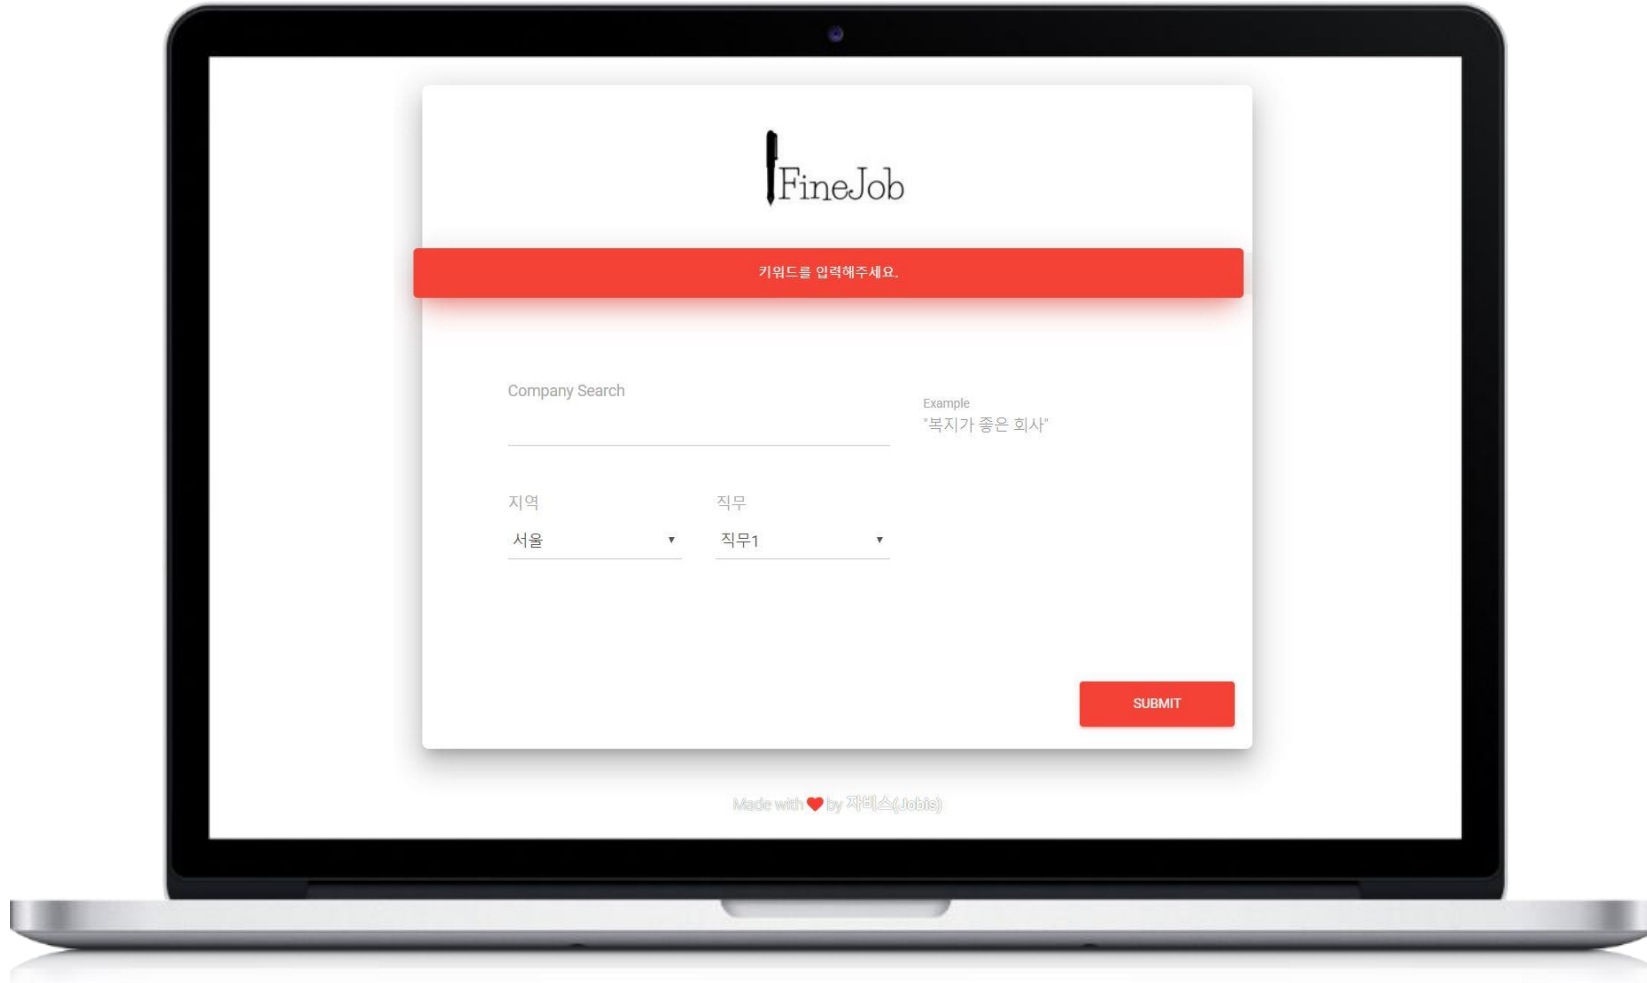 FineJob
키워드를 입력해주세요.
Company Search
Example
"복지가 좋은 회사"
지역
직무
서울
직무1
SUBMIT
Made with ❤ by 자비스(Jobis)